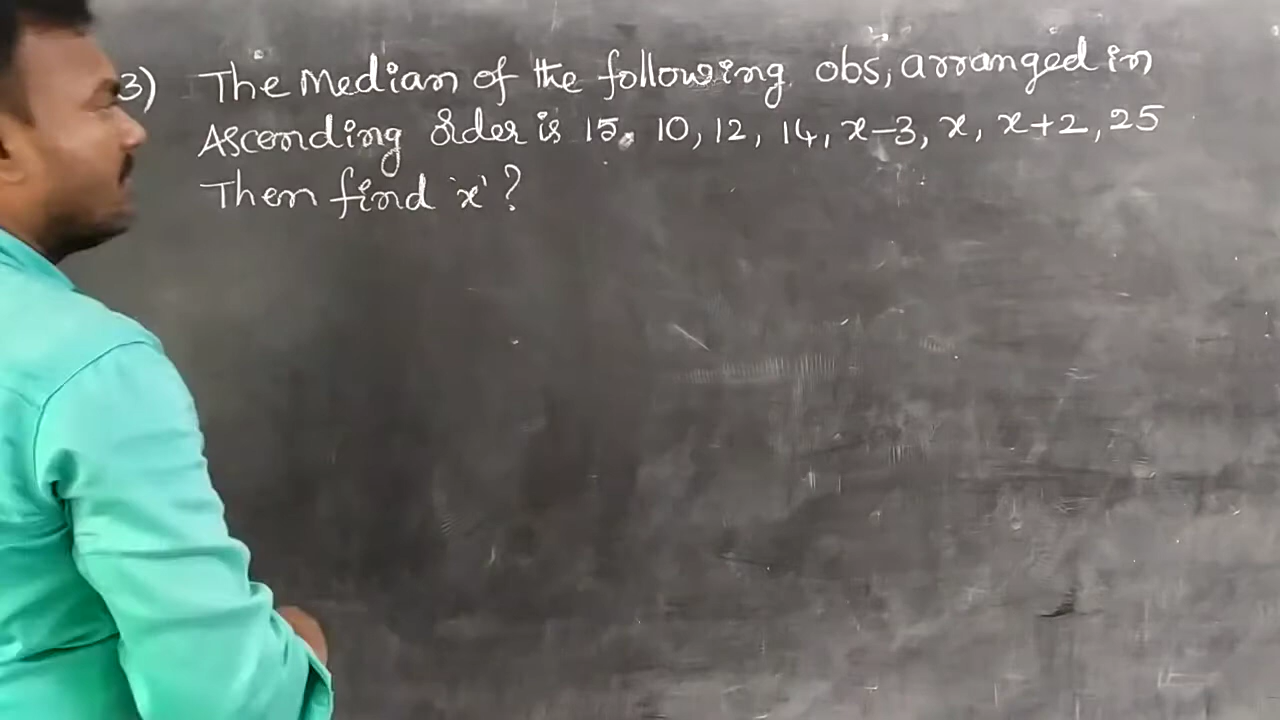 3) The Median of the following obs, arranged in
Ascending order is 15. 10, 12, 14, x-3, x, x+2, 25
Then find 'x' ?